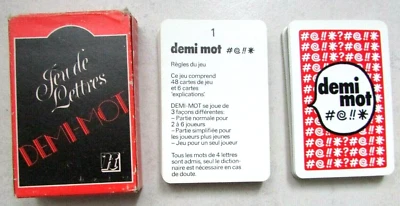 Jeu de
Lettres
DEMI-MOT
H
1
demi mot #@!!*
Règles du jeu
Ce jeu comprend
48 cartes de jeu
et 6 cartes
'explications'
DEMI-MOT se joue de
3 façons différentes:
– Partie normale pour
2 à 6 joueurs
– Partie simplifiée pour
les joueurs plus jeunes
– Jeu pour un seul joueur
Tous les mots de 4 lettres
sont admis, seul le diction-
naire est nécessaire en cas
de doute.
demi
mot
#@!!*